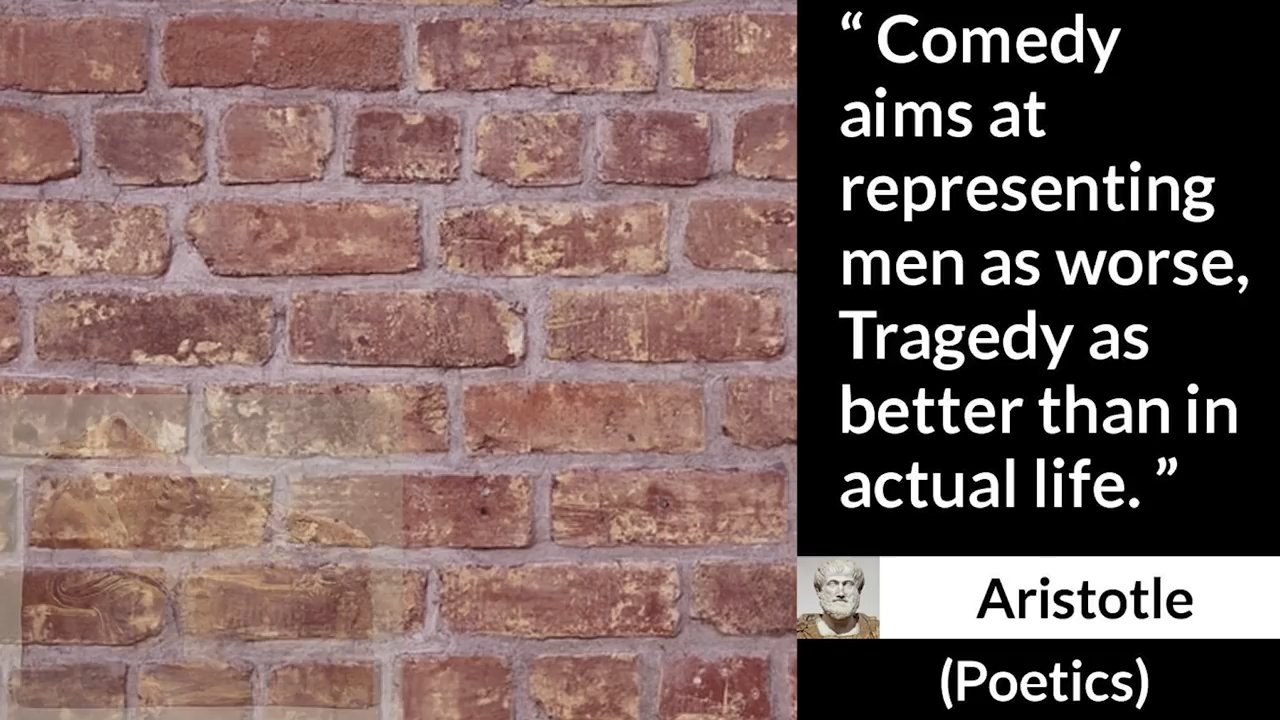 “ Comedy
aims at
representing
men as worse,
Tragedy as
better than in
actual life. ”
Aristotle
(Poetics)